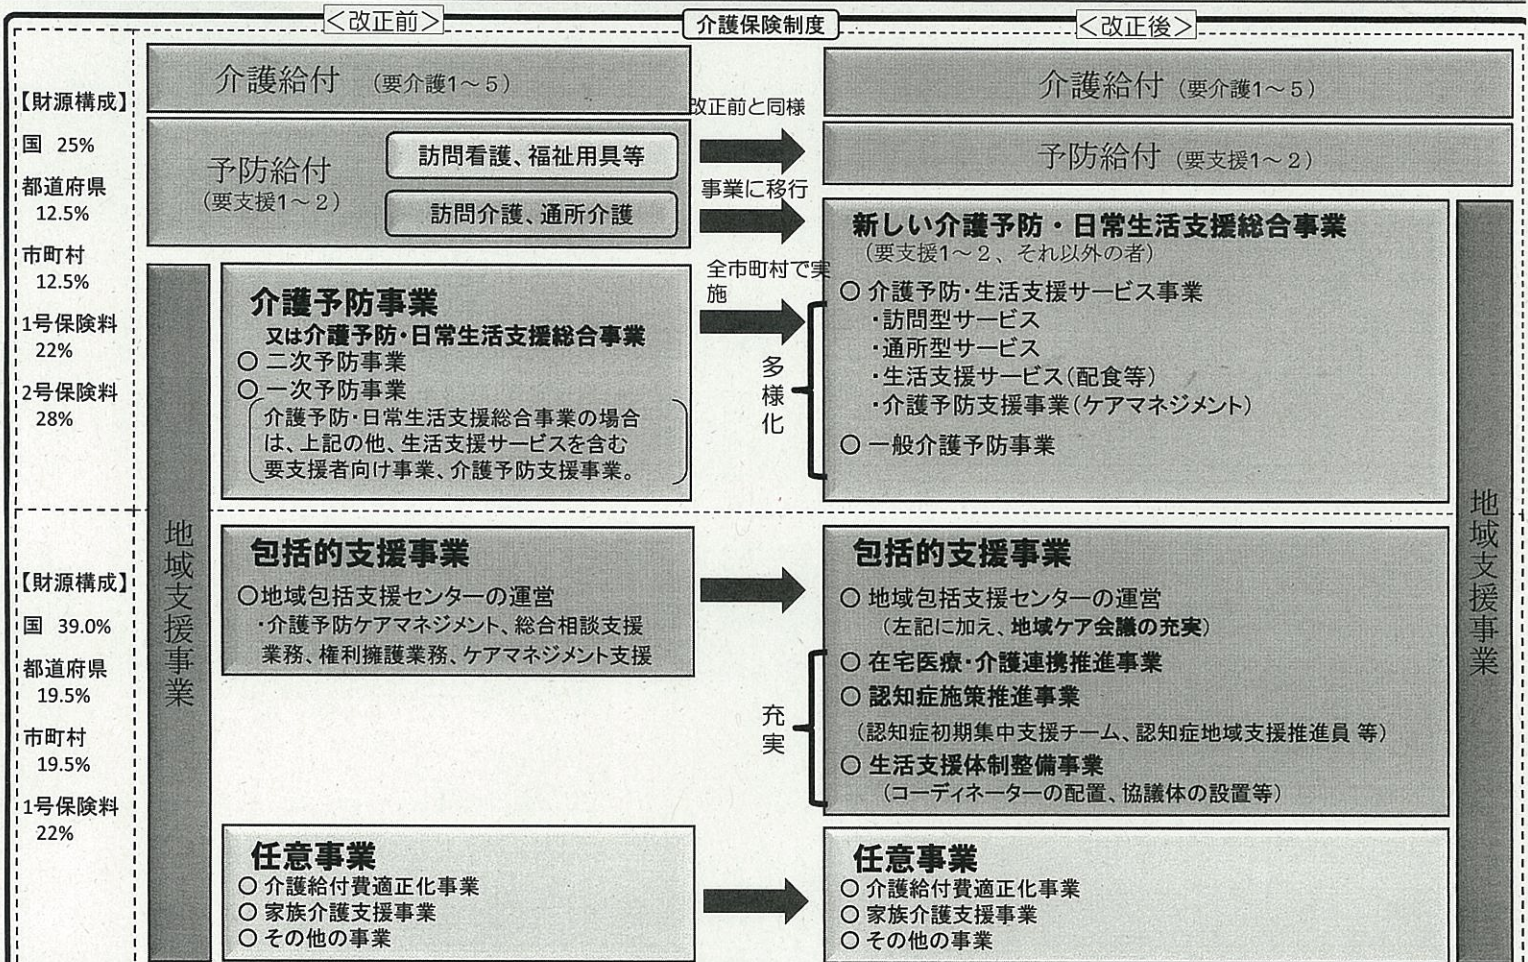 介護保険制度
＜改正前＞
＜改正後＞
【財源構成】
国 25%
都道府県
12.5%
市町村
12.5%
1号保険料
22%
2号保険料
28%
【財源構成】
国 39.0%
都道府県
19.5%
市町村
19.5%
1号保険料
22%
介護給付 （要介護1～5）
予防給付
（要支援1～2）
訪問看護、福祉用具等
訪問介護、通所介護
地域支援事業
介護予防事業
又は介護予防・日常生活支援総合事業
○ 二次予防事業
○ 一次予防事業
介護予防・日常生活支援総合事業の場合
は、上記の他、生活支援サービスを含む
要支援者向け事業、介護予防支援事業。
包括的支援事業
○地域包括支援センターの運営
・介護予防ケアマネジメント、総合相談支援
業務、権利擁護業務、ケアマネジメント支援
任意事業
○ 介護給付費適正化事業
○ 家族介護支援事業
○ その他の事業
改正前と同様
事業に移行
全市町村で実
施
多様化
充実
介護給付 （要介護1～5）
予防給付 （要支援1～2）
新しい介護予防・日常生活支援総合事業
（要支援1～2、それ以外の者）
○ 介護予防・生活支援サービス事業
・訪問型サービス
・通所型サービス
・生活支援サービス（配食等）
・介護予防支援事業（ケアマネジメント）
○ 一般介護予防事業
包括的支援事業
○ 地域包括支援センターの運営
（左記に加え、地域ケア会議の充実）
○ 在宅医療・介護連携推進事業
○ 認知症施策推進事業
（認知症初期集中支援チーム、認知症地域支援推進員 等）
○ 生活支援体制整備事業
（コーディネーターの配置、協議体の設置等）
任意事業
○ 介護給付費適正化事業
○ 家族介護支援事業
○ その他の事業
地域支援事業